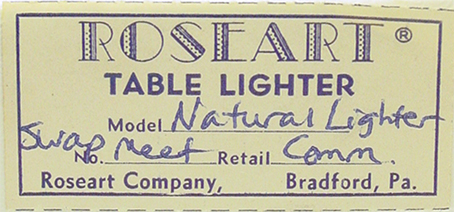 ROSEART ®
TABLE LIGHTER
Model Natural Lighter
Swap Meet
No. Retail Comm.
Roseart Company, Bradford, Pa.